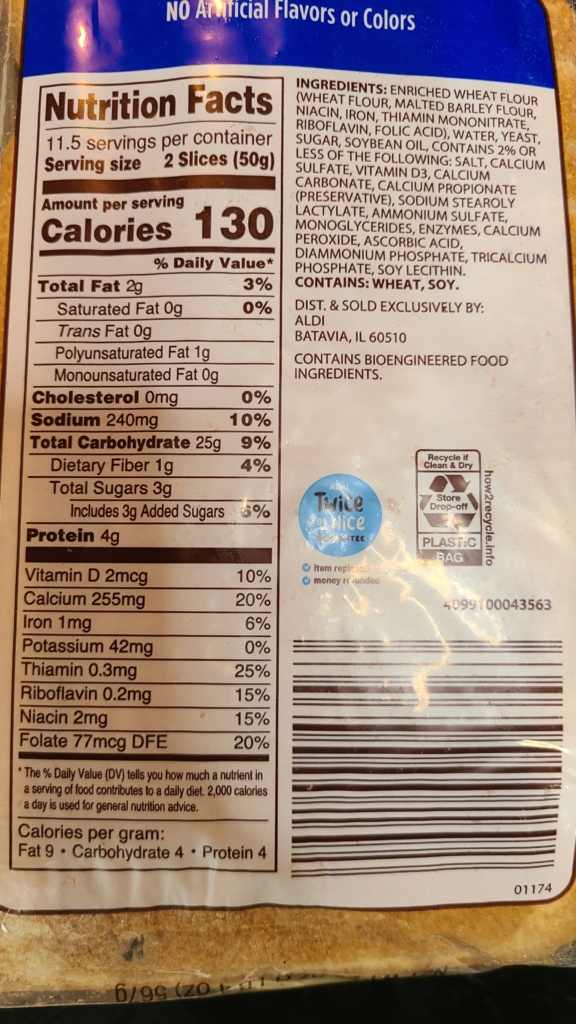 NO Artificial Flavors or Colors
Nutrition Facts
11.5 servings per container
Serving size 2 Slices (50g)
Amount per serving
Calories 130
% Daily Value*
Total Fat 2g 3%
Saturated Fat 0g 0%
Trans Fat 0g
Polyunsaturated Fat 1g
Monounsaturated Fat 0g
Cholesterol 0mg 0%
Sodium 240mg 10%
Total Carbohydrate 25g 9%
Dietary Fiber 1g 4%
Total Sugars 3g
Includes 3g Added Sugars 6%
Protein 4g
Vitamin D 2mcg 10%
Calcium 255mg 20%
Iron 1mg 6%
Potassium 42mg 0%
Thiamin 0.3mg 25%
Riboflavin 0.2mg 15%
Niacin 2mg 15%
Folate 77mcg DFE 20%
* The % Daily Value (DV) tells you how much a nutrient in
a serving of food contributes to a daily diet. 2,000 calories
a day is used for general nutrition advice.
Calories per gram:
Fat 9 • Carbohydrate 4 • Protein 4
INGREDIENTS: ENRICHED WHEAT FLOUR
(WHEAT FLOUR, MALTED BARLEY FLOUR,
NIACIN, IRON, THIAMIN MONONITRATE,
RIBOFLAVIN, FOLIC ACID), WATER, YEAST,
SUGAR, SOYBEAN OIL, CONTAINS 2% OR
LESS OF THE FOLLOWING: SALT, CALCIUM
SULFATE, VITAMIN D3, CALCIUM
CARBONATE, CALCIUM PROPIONATE
(PRESERVATIVE), SODIUM STEAROLY
LACTYLATE, AMMONIUM SULFATE,
MONOGLYCERIDES, ENZYMES, CALCIUM
PEROXIDE, ASCORBIC ACID,
DIAMMONIUM PHOSPHATE, TRICALCIUM
PHOSPHATE, SOY LECITHIN.
CONTAINS: WHEAT, SOY.
DIST. & SOLD EXCLUSIVELY BY:
ALDI
BATAVIA, IL 60510
CONTAINS BIOENGINEERED FOOD
INGREDIENTS.
Twice
as Nice
item replaced
money refunded
Recycle if
Clean & Dry
Store
Drop-off
PLASTIC
BAG
how2recycle.info
4099100043563
01174